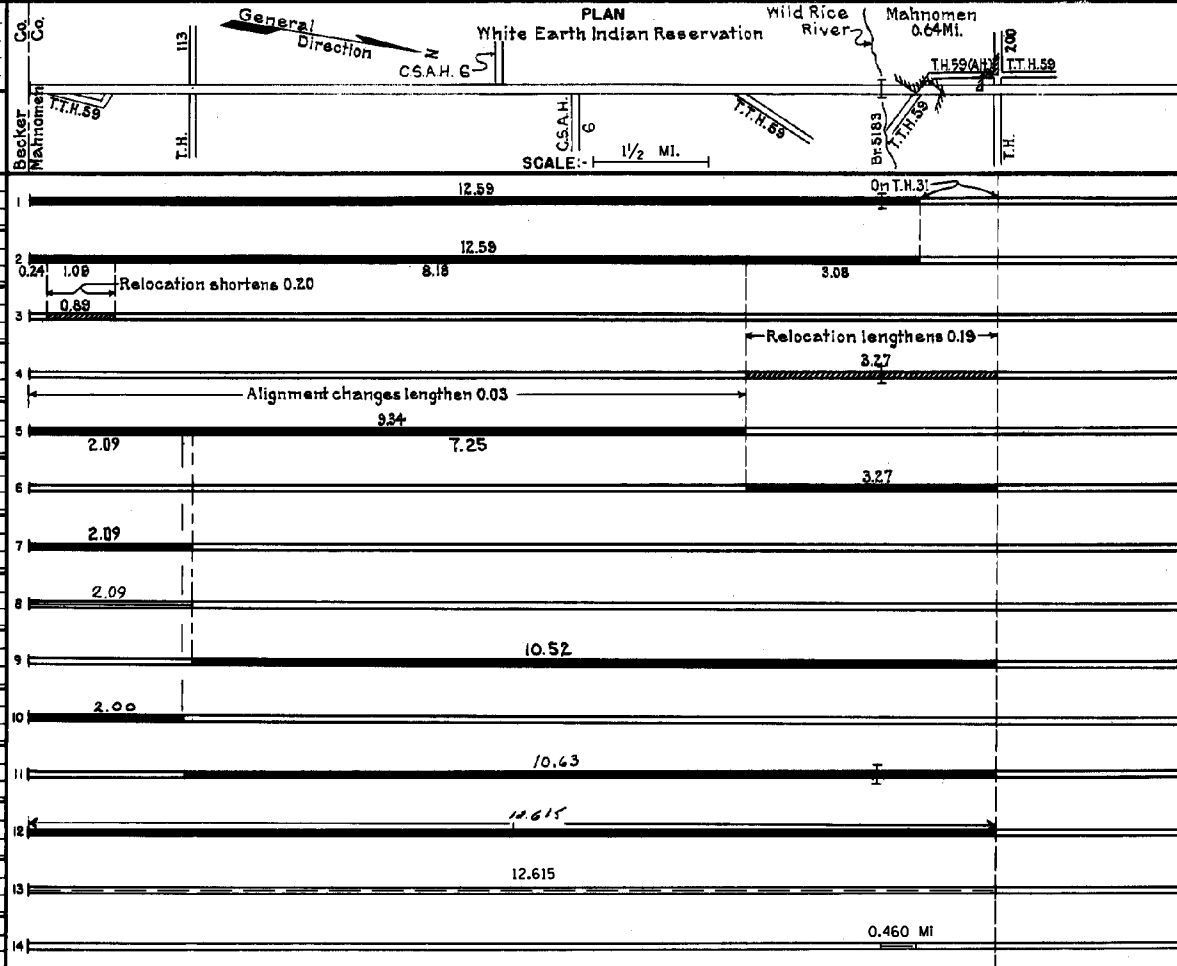 PLAN
White Earth Indian Reservation
General
Direction
N
Wild Rice
River
Mahnomen
0.64MI.
Co.
Co.
Becker
Mahnomen
T.T.H.59
113
T.H.
C.S.A.H. 6
C.S.A.H.
6
T.T.H.59
Br.5183
T.T.H.59
T.H.59(AH)
T.T.H.59
200
T.H.
SCALE:- 1 1/2 MI.
1
12.59
On T.H.31
2
12.59
0.24
1.09
8.18
3.08
Relocation shortens 0.20
3
0.89
Relocation lengthens 0.19
4
3.27
Alignment changes lengthen 0.03
5
9.34
2.09
7.25
6
3.27
7
2.09
8
2.09
9
10.52
10
2.00
11
10.63
12
12.615
13
12.615
14
0.460 MI